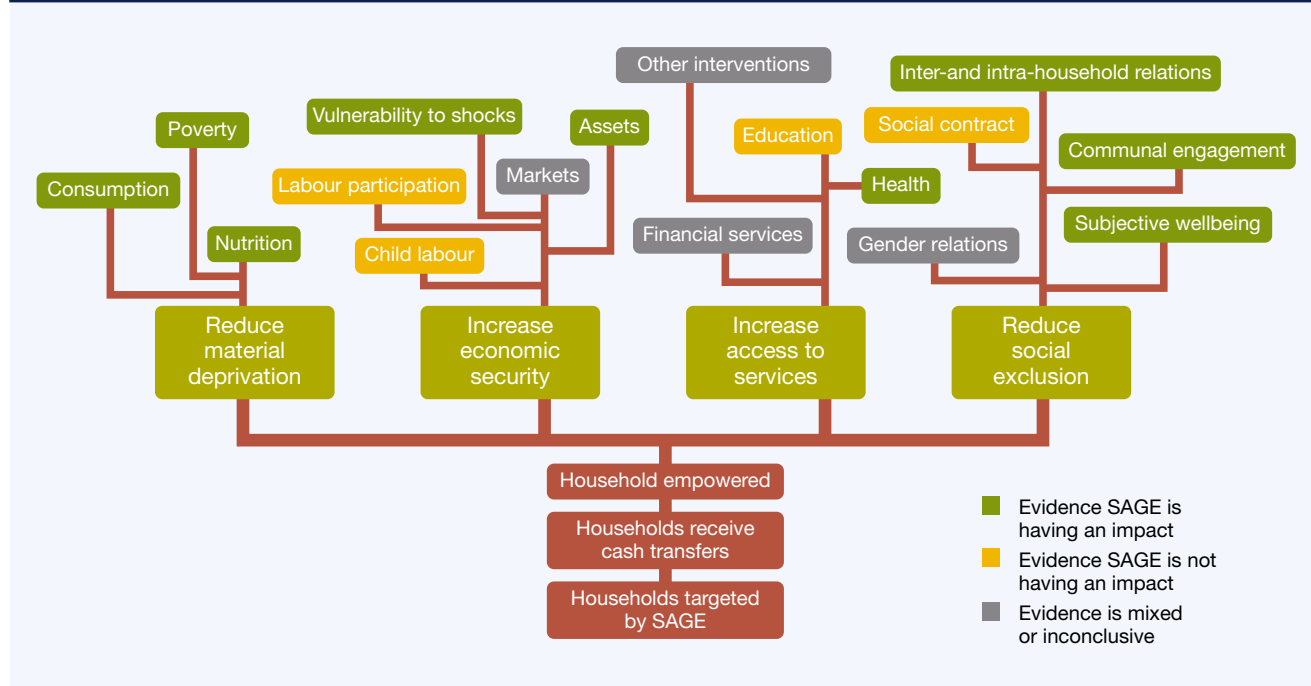 Other interventions
Inter-and intra-household relations
Vulnerability to shocks
Assets
Social contract
Poverty
Education
Communal engagement
Consumption
Labour participation
Markets
Health
Nutrition
Child labour
Financial services
Gender relations
Subjective wellbeing
Reduce
material
deprivation
Increase
economic
security
Increase
access to
services
Reduce
social
exclusion
Household empowered
Households receive
cash transfers
Households targeted
by SAGE
Evidence SAGE is
having an impact
Evidence SAGE is not
having an impact
Evidence is mixed
or inconclusive